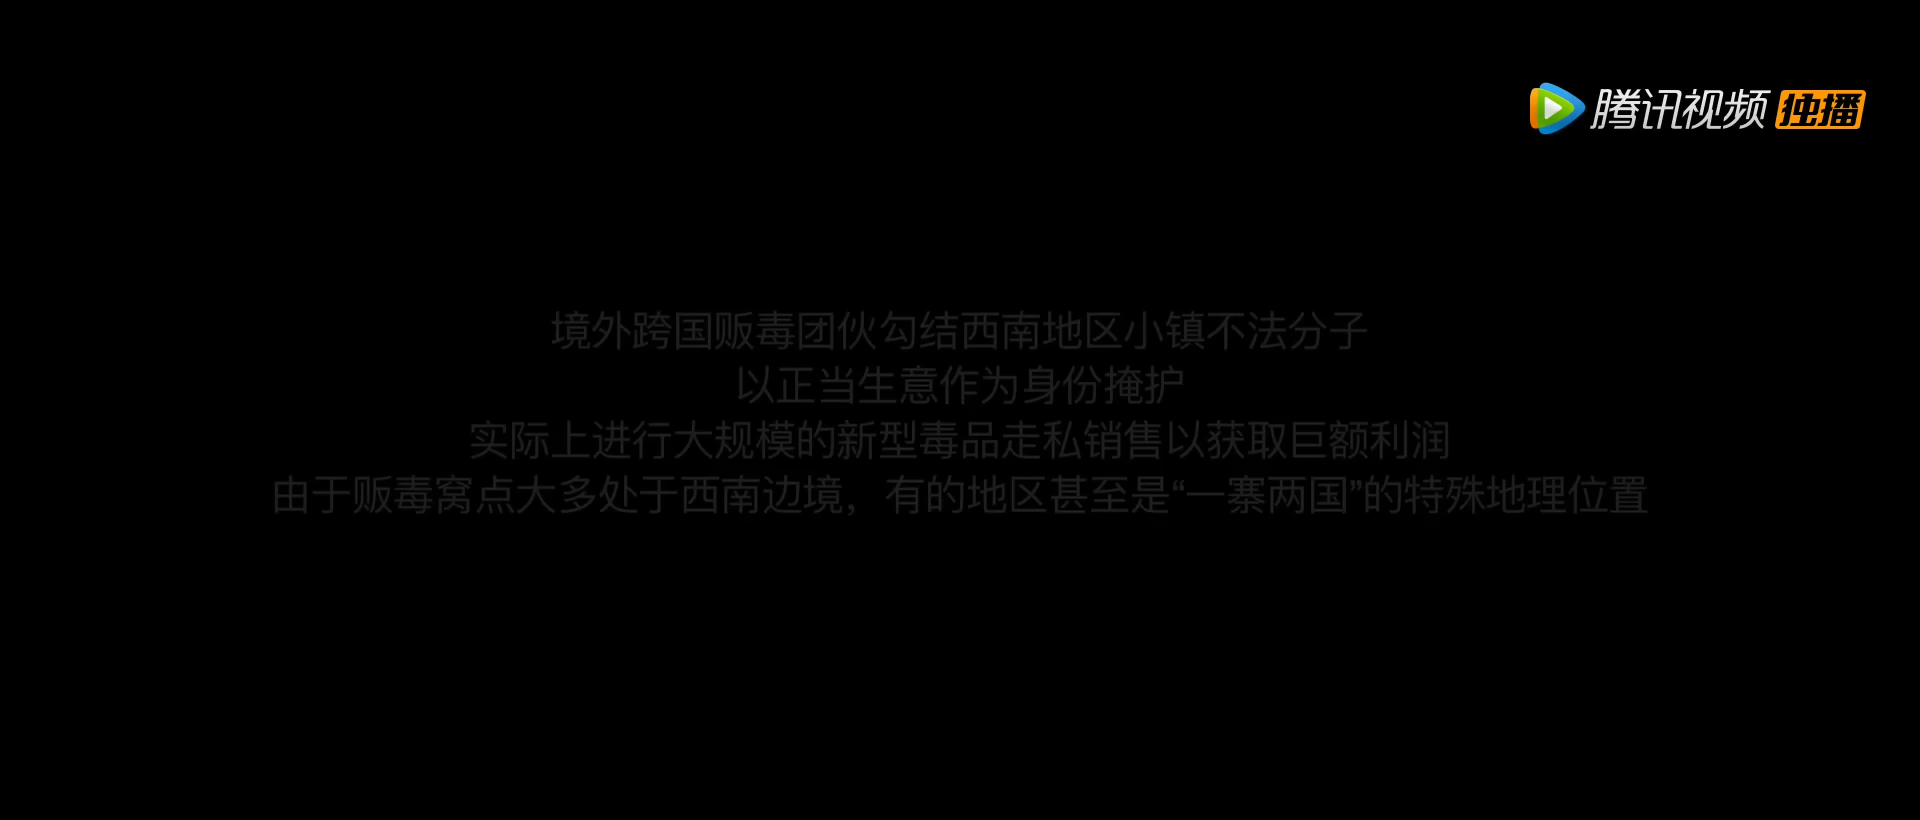 腾讯视频 独播
境外跨国贩毒团伙勾结西南地区小镇不法分子
以正当生意作为身份掩护
实际上进行大规模的新型毒品走私销售以获取巨额利润
由于贩毒窝点大多处于西南边境，有的地区甚至是“一寨两国”的特殊地理位置